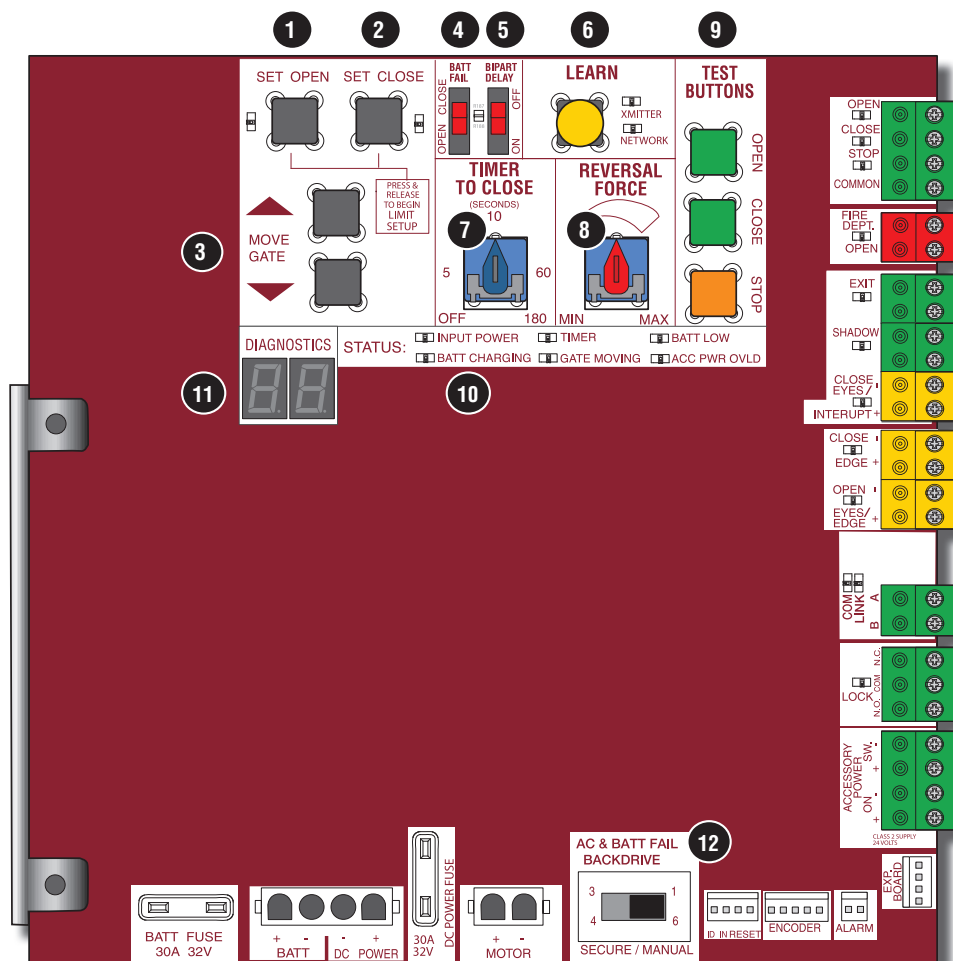 1
2
4
5
6
9
SET OPEN
SET CLOSE
BATT FAIL
OPEN CLOSE
BIPART DELAY
ON OFF
LEARN
XMITTER
NETWORK
TEST BUTTONS
OPEN
CLOSE
STOP
PRESS &
RELEASE
TO BEGIN
LIMIT
SETUP
3
MOVE
GATE
TIMER
TO CLOSE
(SECONDS)
10
7
5
60
OFF
180
REVERSAL
FORCE
8
MIN
MAX
DIAGNOSTICS
11
STATUS:
INPUT POWER
TIMER
BATT LOW
BATT CHARGING
GATE MOVING
ACC PWR OVLD
10
OPEN
CLOSE
STOP
COMMON
FIRE
DEPT.
OPEN
EXIT
SHADOW
CLOSE -
EYES/
INTERUPT +
CLOSE -
EDGE +
OPEN -
EYES/
EDGE +
COM
LINK
B A
LOCK
N.O. COM N.C.
ACCESSORY
POWER
ON SW.
+ - + -
CLASS 2 SUPPLY
24 VOLTS
EXP.
BOARD
12
AC & BATT FAIL
BACKDRIVE
3
1
4
6
SECURE / MANUAL
BATT FUSE
30A 32V
+ - - +
BATT
DC POWER
DC POWER FUSE
30A
32V
+ -
MOTOR
ID IN RESET
ENCODER
ALARM